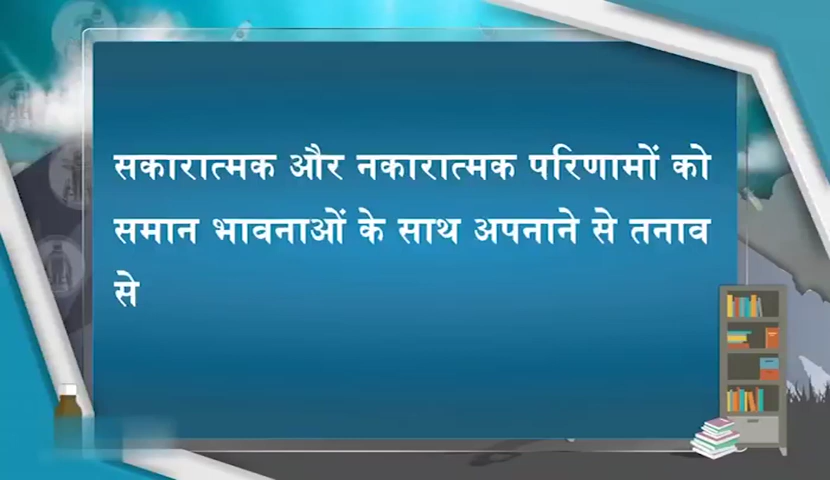 सकारात्मक और नकारात्मक परिणामों को
समान भावनाओं के साथ अपनाने से तनाव
से